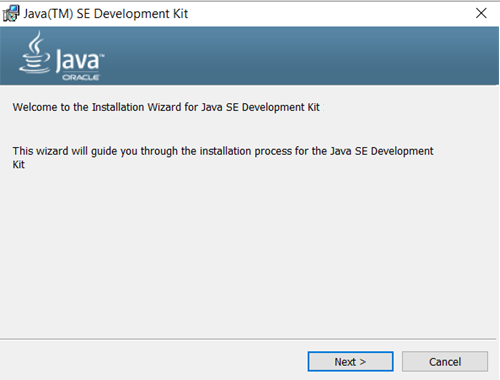 Java(TM) SE Development Kit
Java™
ORACLE
Welcome to the Installation Wizard for Java SE Development Kit
This wizard will guide you through the installation process for the Java SE Development
Kit
Next >
Cancel